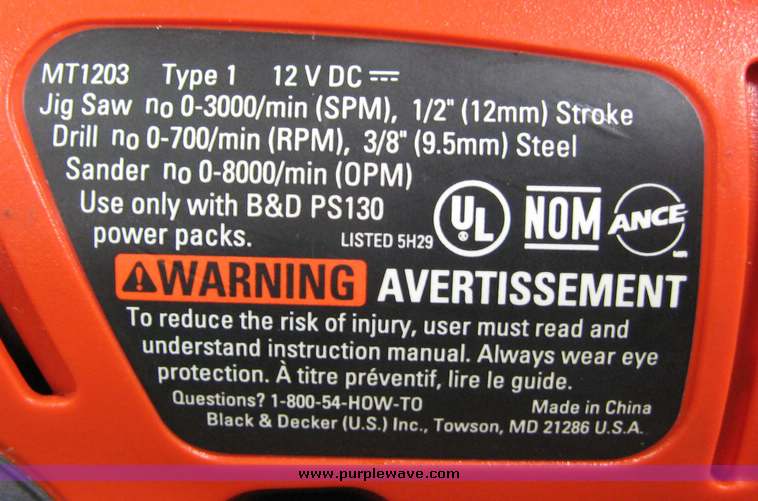 MT1203 Type 1 12 V DC ⎓
Jig Saw no 0-3000/min (SPM), 1/2" (12mm) Stroke
Drill no 0-700/min (RPM), 3/8" (9.5mm) Steel
Sander no 0-8000/min (OPM)
Use only with B&D PS130
power packs. LISTED 5H29
UL ® NOM ANCE
WARNING AVERTISSEMENT
To reduce the risk of injury, user must read and
understand instruction manual. Always wear eye
protection. À titre préventif, lire le guide.
Questions? 1-800-54-HOW-TO Made in China
Black & Decker (U.S.) Inc., Towson, MD 21286 U.S.A.
www.purplewave.com